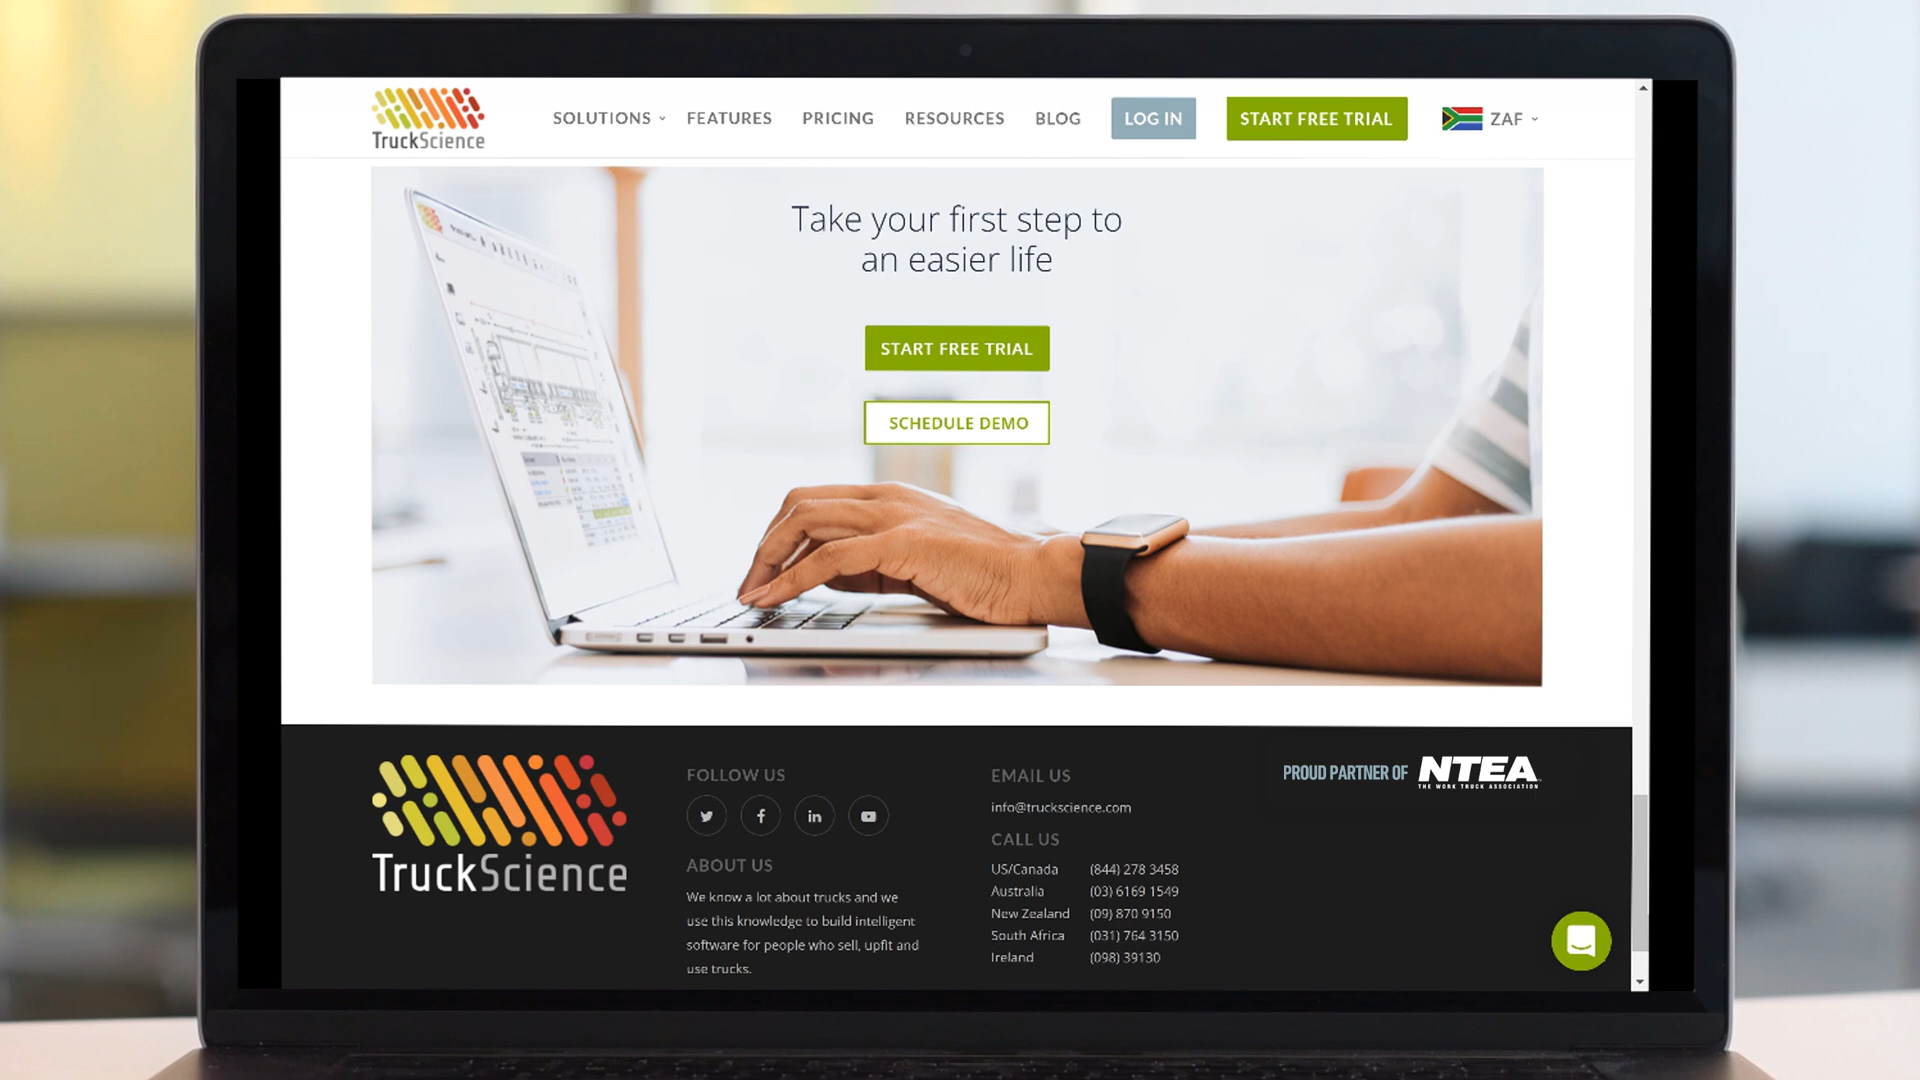 TruckScience
SOLUTIONS FEATURES PRICING RESOURCES BLOG LOG IN START FREE TRIAL ZAF
Take your first step to
an easier life
START FREE TRIAL
SCHEDULE DEMO
TruckScience
FOLLOW US
ABOUT US
We know a lot about trucks and we
use this knowledge to build intelligent
software for people who sell, upfit and
use trucks.
EMAIL US
info@truckscience.com
CALL US
US/Canada (844) 278 3458
Australia (03) 6169 1549
New Zealand (09) 870 9150
South Africa (031) 764 3150
Ireland (098) 39130
PROUD PARTNER OF NTEA
THE WORK TRUCK ASSOCIATION